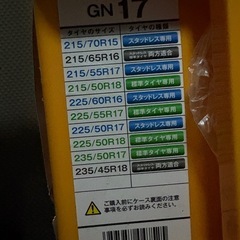 GN 17
タイヤのサイズ タイヤの種類
215/70R15 スタッドレス専用
215/65R16 両方適合
215/55R17 スタッドレス専用
215/50R18 標準タイヤ専用
225/60R16 スタッドレス専用
225/55R17 標準タイヤ専用
225/50R17 スタッドレス専用
225/50R18 標準タイヤ専用
235/50R17 標準タイヤ専用
235/45R18 両方適合
ご購入前にケース裏面の注意
事項を必ずお読みください。